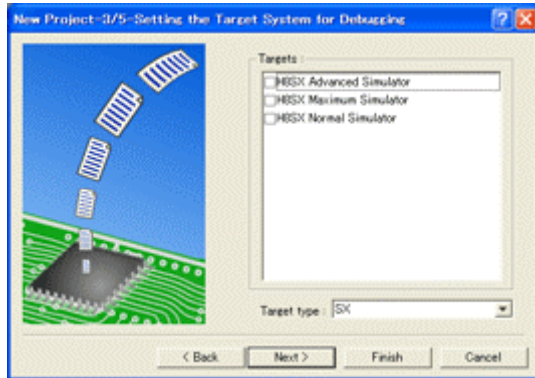 New Project-3/5-Setting the Target System for Debugging
Targets :
H8SX Advanced Simulator
H8SX Maximum Simulator
H8SX Normal Simulator
Target type : SX
< Back Next > Finish Cancel